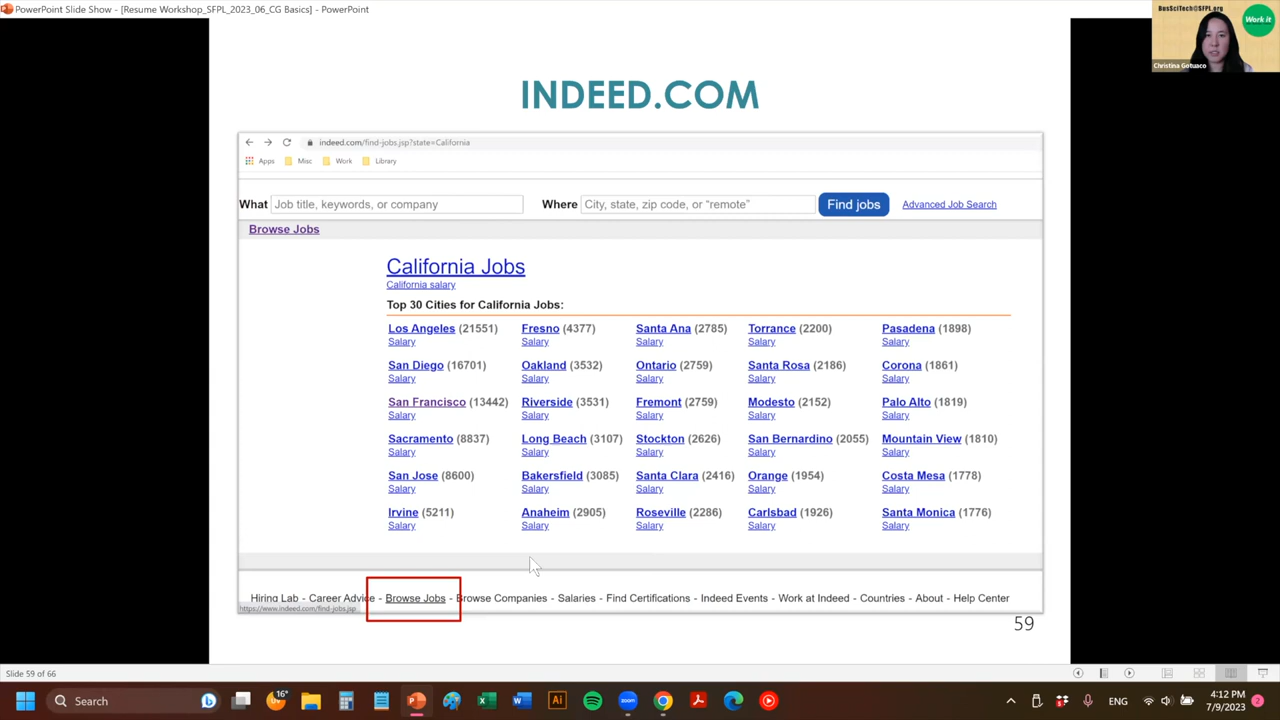 PowerPoint Slide Show - [Resume Workshop_SFPL_2023_06_CG Basics] - PowerPoint
BusSciTech@SFPL.org
Work it
Christina Gotuaco
INDEED.COM
indeed.com/find-jobs.jsp?state=California
Apps Misc Work Library
What Job title, keywords, or company Where City, state, zip code, or “remote” Find jobs Advanced Job Search
Browse Jobs
California Jobs
California salary
Top 30 Cities for California Jobs:
Los Angeles (21551) Fresno (4377) Santa Ana (2785) Torrance (2200) Pasadena (1898)
Salary Salary Salary Salary Salary
San Diego (16701) Oakland (3532) Ontario (2759) Santa Rosa (2186) Corona (1861)
Salary Salary Salary Salary Salary
San Francisco (13442) Riverside (3531) Fremont (2759) Modesto (2152) Palo Alto (1819)
Salary Salary Salary Salary Salary
Sacramento (8837) Long Beach (3107) Stockton (2626) San Bernardino (2055) Mountain View (1810)
Salary Salary Salary Salary Salary
San Jose (8600) Bakersfield (3085) Santa Clara (2416) Orange (1954) Costa Mesa (1778)
Salary Salary Salary Salary Salary
Irvine (5211) Anaheim (2905) Roseville (2286) Carlsbad (1926) Santa Monica (1776)
Salary Salary Salary Salary Salary
Hiring Lab - Career Advice - Browse Jobs - Browse Companies - Salaries - Find Certifications - Indeed Events - Work at Indeed - Countries - About - Help Center
https://www.indeed.com/find-jobs.jsp
59
Slide 59 of 66
Search 16° zoom Ai ENG 4:12 PM
7/9/2023 2